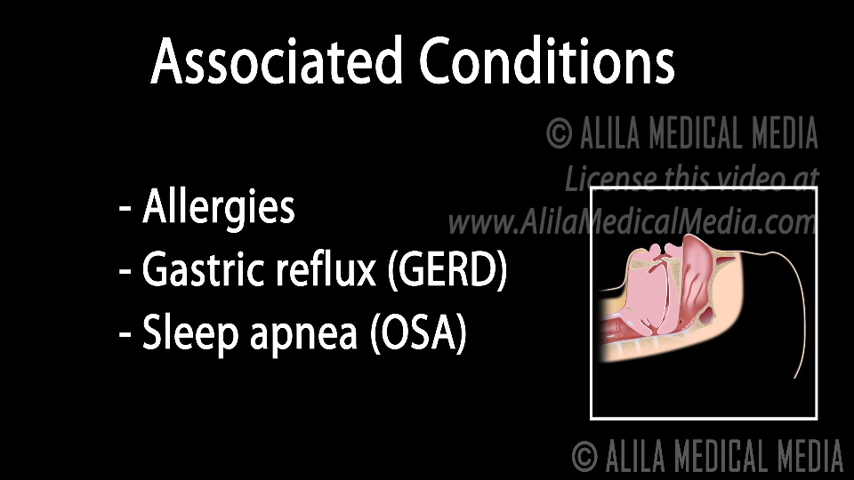 Associated Conditions
© ALILA MEDICAL MEDIA
License this video at
www.AlilaMedicalMedia.com
- Allergies
- Gastric reflux (GERD)
- Sleep apnea (OSA)
© ALILA MEDICAL MEDIA